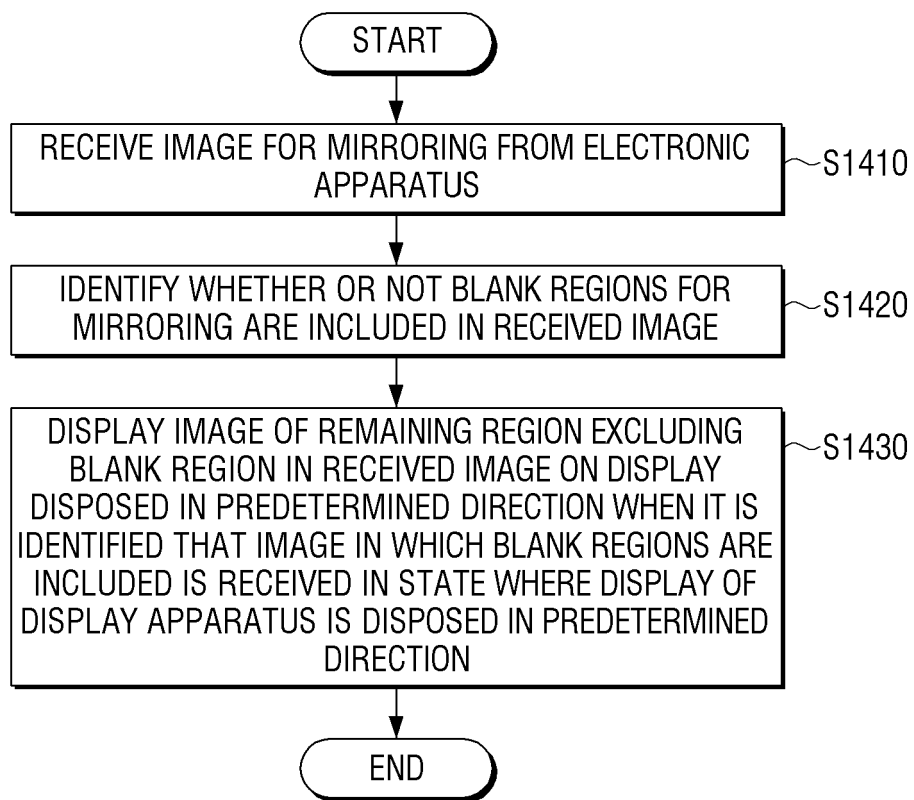 START
RECEIVE IMAGE FOR MIRRORING FROM ELECTRONIC
APPARATUS
S1410
IDENTIFY WHETHER OR NOT BLANK REGIONS FOR
MIRRORING ARE INCLUDED IN RECEIVED IMAGE
S1420
DISPLAY IMAGE OF REMAINING REGION EXCLUDING
BLANK REGION IN RECEIVED IMAGE ON DISPLAY
DISPOSED IN PREDETERMINED DIRECTION WHEN IT IS
IDENTIFIED THAT IMAGE IN WHICH BLANK REGIONS ARE
INCLUDED IS RECEIVED IN STATE WHERE DISPLAY OF
DISPLAY APPARATUS IS DISPOSED IN PREDETERMINED
DIRECTION
S1430
END